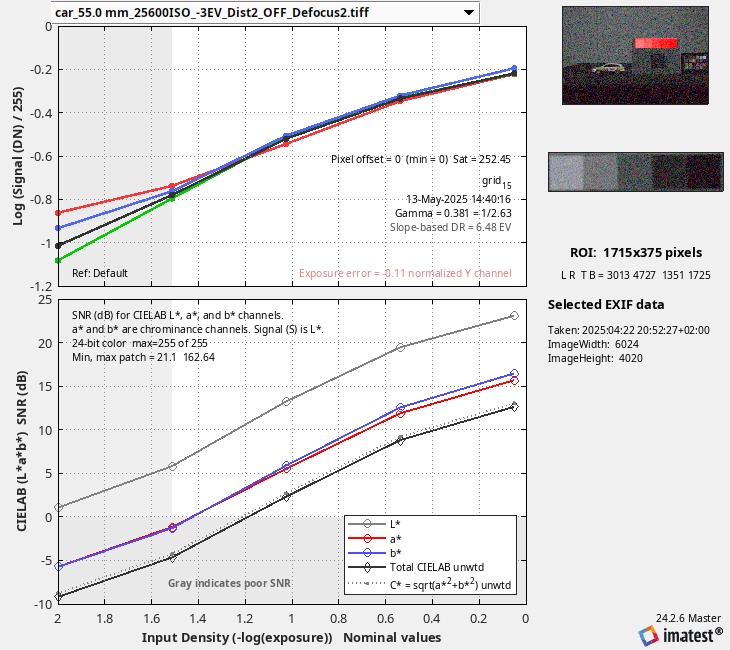 car_55.0 mm_25600ISO_-3EV_Dist2_OFF_Defocus2.tiff
Log (Signal (DN) / 255)
0
-0.2
-0.4
-0.6
-0.8
-1
-1.2
Pixel offset = 0 (min = 0) Sat = 252.45
grid15
13-May-2025 14:40:16
Gamma = 0.381 = 1/2.63
Slope-based DR = 6.48 EV
Ref: Default
Exposure error = -0.11 normalized Y channel
CIELAB (L*a*b*) SNR (dB)
25
20
15
10
5
0
-5
-10
SNR (dB) for CIELAB L*, a*, and b* channels.
a* and b* are chrominance channels. Signal (S) is L*.
24-bit color max=255 of 255
Min, max patch = 21.1 162.64
Gray indicates poor SNR
L*
a*
b*
Total CIELAB unwtd
C* = sqrt(a*²+b*²) unwtd
2 1.8 1.6 1.4 1.2 1 0.8 0.6 0.4 0.2 0
Input Density (-log(exposure)) Nominal values
ROI: 1715x375 pixels
L R T B = 3013 4727 1351 1725
Selected EXIF data
Taken: 2025:04:22 20:52:27+02:00
ImageWidth: 6024
ImageHeight: 4020
24.2.6 Master
imatest®